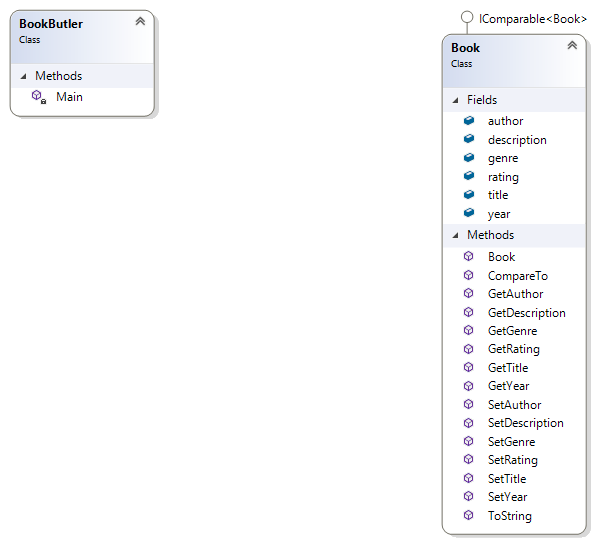 BookButler
Class
Methods
Main
IComparable<Book>
Book
Class
Fields
author
description
genre
rating
title
year
Methods
Book
CompareTo
GetAuthor
GetDescription
GetGenre
GetRating
GetTitle
GetYear
SetAuthor
SetDescription
SetGenre
SetRating
SetTitle
SetYear
ToString